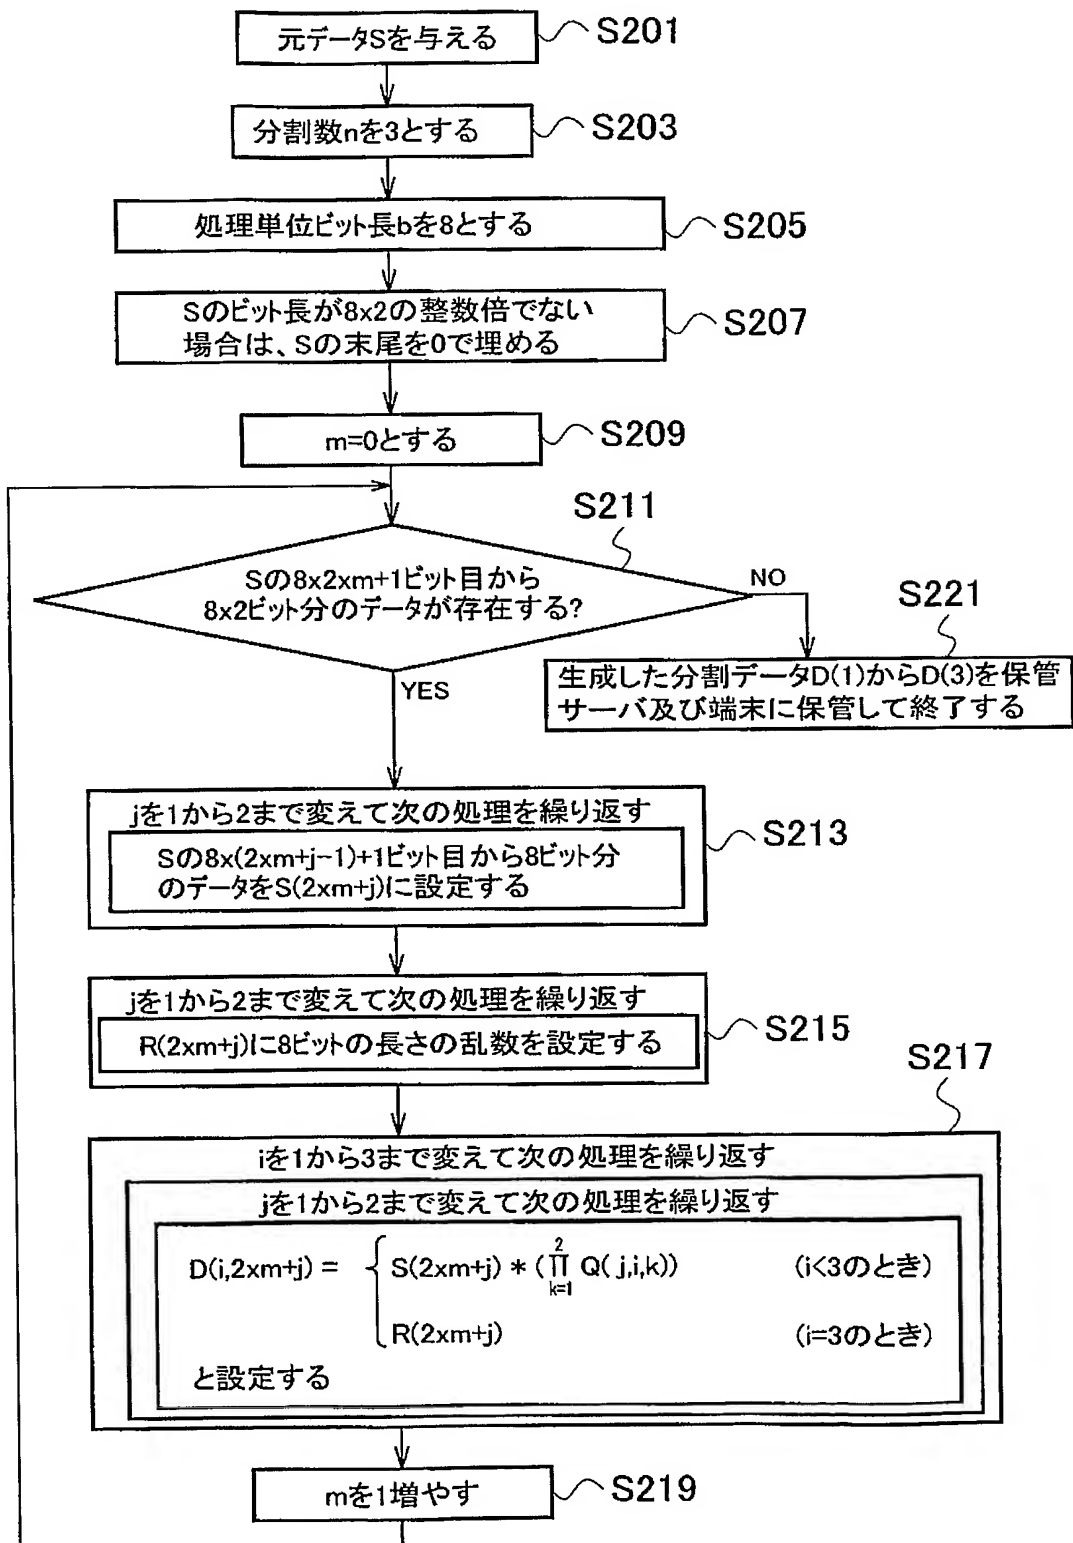 元データSを与える
S201
分割数nを3とする
S203
処理単位ビット長bを8とする
S205
Sのビット長が8x2の整数倍でない
場合は、Sの末尾を0で埋める
S207
m=0とする
S209
S211
Sの8x2xm+1ビット目から
8x2ビット分のデータが存在する?
NO
YES
S221
生成した分割データD(1)からD(3)を保管
サーバ及び端末に保管して終了する
jを1から2まで変えて次の処理を繰り返す
Sの8x(2xm+j-1)+1ビット目から8ビット分
のデータをS(2xm+j)に設定する
S213
jを1から2まで変えて次の処理を繰り返す
R(2xm+j)に8ビットの長さの乱数を設定する
S215
S217
iを1から3まで変えて次の処理を繰り返す
jを1から2まで変えて次の処理を繰り返す
D(i,2xm+j) = { S(2xm+j) * (∏ k=1 2 Q( j,i,k)) (i<3のとき)
R(2xm+j) (i=3のとき)
と設定する
mを1増やす
S219